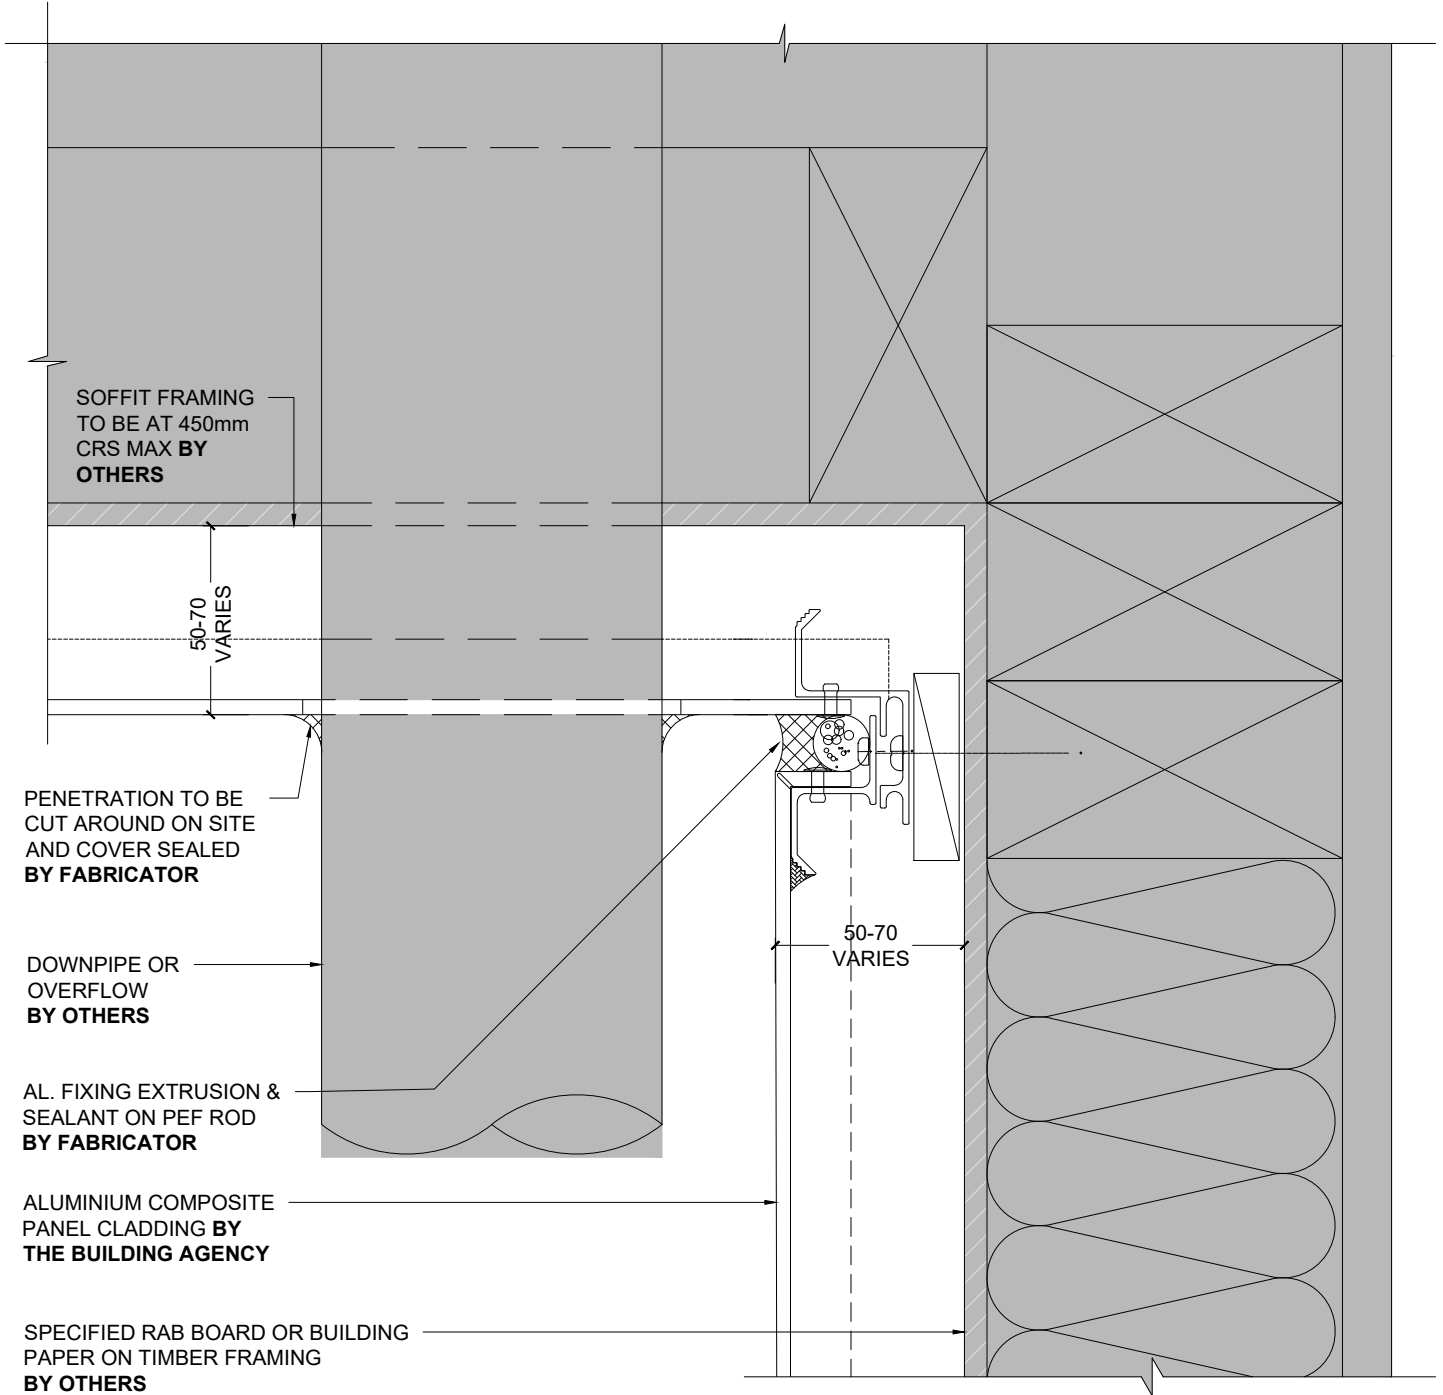 SOFFIT FRAMING
TO BE AT 450mm
CRS MAX BY
OTHERS
50-70
VARIES
PENETRATION TO BE
CUT AROUND ON SITE
AND COVER SEALED
BY FABRICATOR
50-70
VARIES
DOWNPIPE OR
OVERFLOW
BY OTHERS
AL. FIXING EXTRUSION &
SEALANT ON PEF ROD
BY FABRICATOR
ALUMINIUM COMPOSITE
PANEL CLADDING BY
THE BUILDING AGENCY
SPECIFIED RAB BOARD OR BUILDING
PAPER ON TIMBER FRAMING
BY OTHERS